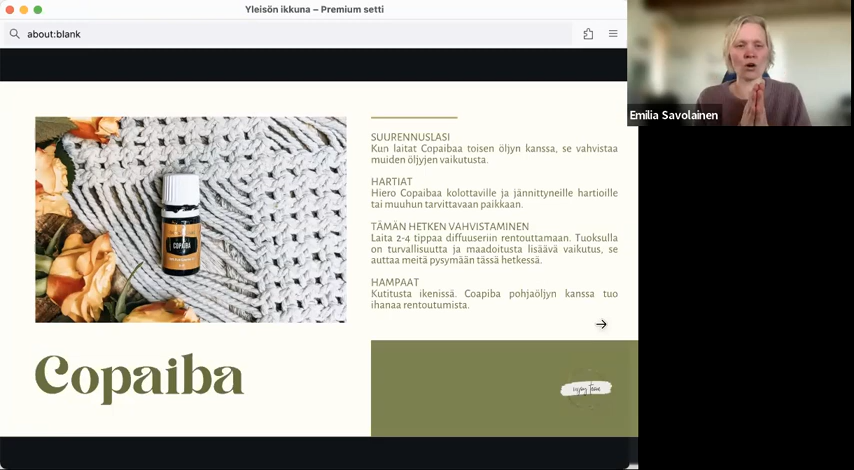 Yleisön ikkuna – Premium setti
about:blank
Emilia Savolainen
SUURENNUSLASI
Kun laitat Copaibaa toisen öljyn kanssa, se vahvistaa
muiden öljyjen vaikutusta.
HARTIAT
Hiero Copaibaa kolottaville ja jännittyneille hartioille
tai muuhun tarvittavaan paikkaan.
TÄMÄN HETKEN VAHVISTAMINEN
Laita 2-4 tippaa diffuuseriin rentouttamaan. Tuoksulla
on turvallisuutta ja maadoitusta lisäävä vaikutus, se
auttaa meitä pysymään tässä hetkessä.
HAMPAAT
Kutitusta ikenissä. Coapiba pohjaöljyn kanssa tuo
ihanaa rentoutumista.
COPAIBA
Copaiba